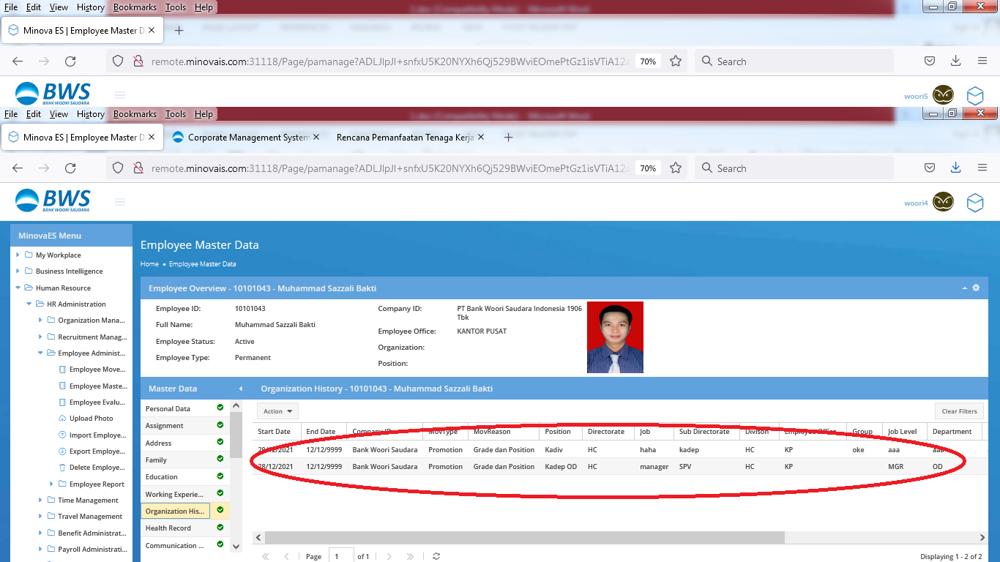 File Edit View History Bookmarks Tools Help
Minova ES | Employee Master D
remote.minovais.com:31118/Page/pamanage?ADLJlpJI+snfxU5K20NYXh6Qj529BWviEOmePtGz1isVTiA12a 70% Search
BWS woori5
BANK WOORI SAUDARA
File Edit View History Bookmarks Tools Help
Minova ES | Employee Master D Corporate Management System Rencana Pemanfaatan Tenaga Kerja
remote.minovais.com:31118/Page/pamanage?ADLJlpJI+snfxU5K20NYXh6Qj529BWviEOmePtGz1isVTiA12a 70% Search
BWS woori4
BANK WOORI SAUDARA
MinovaES Menu
My Workplace
Business Intelligence
Human Resource
HR Administration
Organization Mana...
Recruitment Manag...
Employee Administ...
Employee Move...
Employee Maste...
Employee Evalu...
Upload Photo
Import Employe...
Export Employe...
Delete Employe...
Employee Report
Time Management
Travel Management
Benefit Administrat...
Payroll Administrati...
Employee Master Data
Home • Employee Master Data
Employee Overview - 10101043 - Muhammad Sazzali Bakti
Employee ID: 10101043
Full Name: Muhammad Sazzali Bakti
Employee Status: Active
Employee Type: Permanent
Company ID: PT Bank Woori Saudara Indonesia 1906
Tbk
Employee Office: KANTOR PUSAT
Organization:
Position:
Master Data
Personal Data
Assignment
Address
Family
Education
Working Experie...
Organization His...
Health Record
Communication ...
Organization History - 10101043 - Muhammad Sazzali Bakti
Action Clear Filters
Start Date End Date Company ID MovType MovReason Position Directorate Job Sub Directorate Divison Employee Office Group Job Level Department
29/12/2021 12/12/9999 Bank Woori Saudara Promotion Grade dan Position Kadiv HC haha kadep HC KP oke aaa aaa
28/12/2021 12/12/9999 Bank Woori Saudara Promotion Grade dan Position Kadep OD HC manager SPV HC KP MGR OD
Page 1 of 1 Displaying 1 - 2 of 2